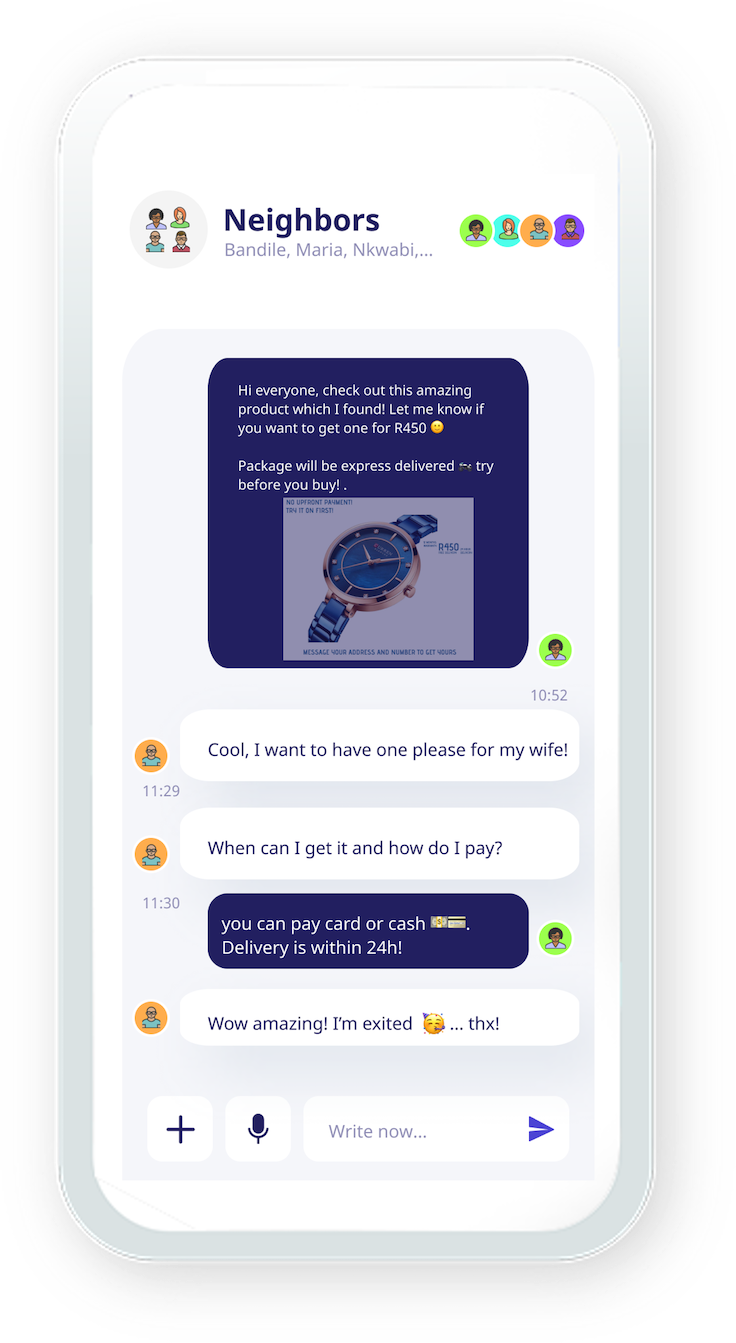 Neighbors
Bandile, Maria, Nkwabi,...
Hi everyone, check out this amazing
product which I found! Let me know if
you want to get one for R450 🙂
Package will be express delivered try
before you buy! .
NO UPFRONT PAYMENT!
TRY IT ON FIRST!
R450
MESSAGE YOUR ADDRESS AND NUMBER TO GET YOURS
10:52
Cool, I want to have one please for my wife!
11:29
When can I get it and how do I pay?
11:30
you can pay card or cash 💵💳.
Delivery is within 24h!
Wow amazing! I’m exited 🥳 ... thx!
Write now...